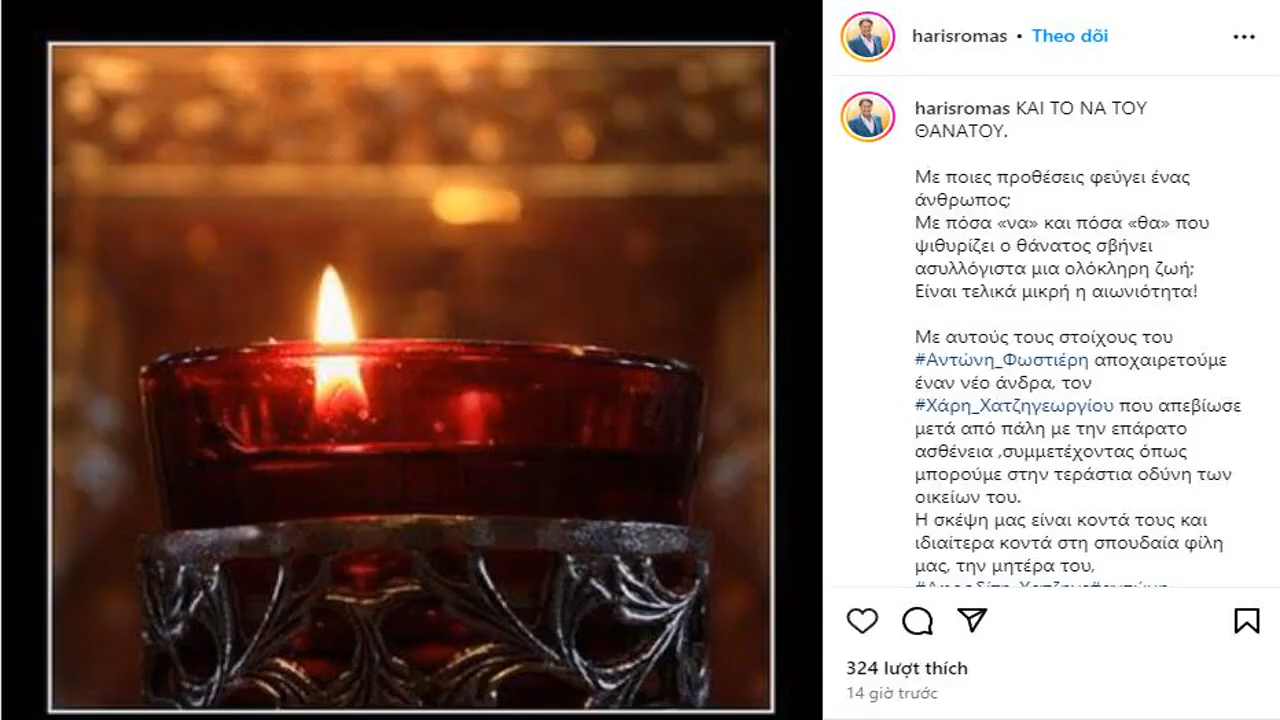 harisromas • Theo dõi
harisromas ΚΑΙ ΤΟ ΝΑ ΤΟΥ
ΘΑΝΑΤΟΥ.
Με ποιες προθέσεις φεύγει ένας
άνθρωπος;
Με πόσα «να» και πόσα «θα» που
ψιθυρίζει ο θάνατος σβήνει
ασυλλόγιστα μια ολόκληρη ζωή;
Είναι τελικά μικρή η αιωνιότητα!
Με αυτούς τους στοίχους του
#Αντώνη_Φωστιέρη αποχαιρετούμε
έναν νέο άνδρα, τον
#Χάρη_Χατζηγεωργίου που απεβίωσε
μετά από πάλη με την επάρατο
ασθένεια ,συμμετέχοντας όπως
μπορούμε στην τεράστια οδύνη των
οικείων του.
Η σκέψη μας είναι κοντά τους και
ιδιαίτερα κοντά στη σπουδαία φίλη
μας, την μητέρα του,
324 lượt thích
14 giờ trước